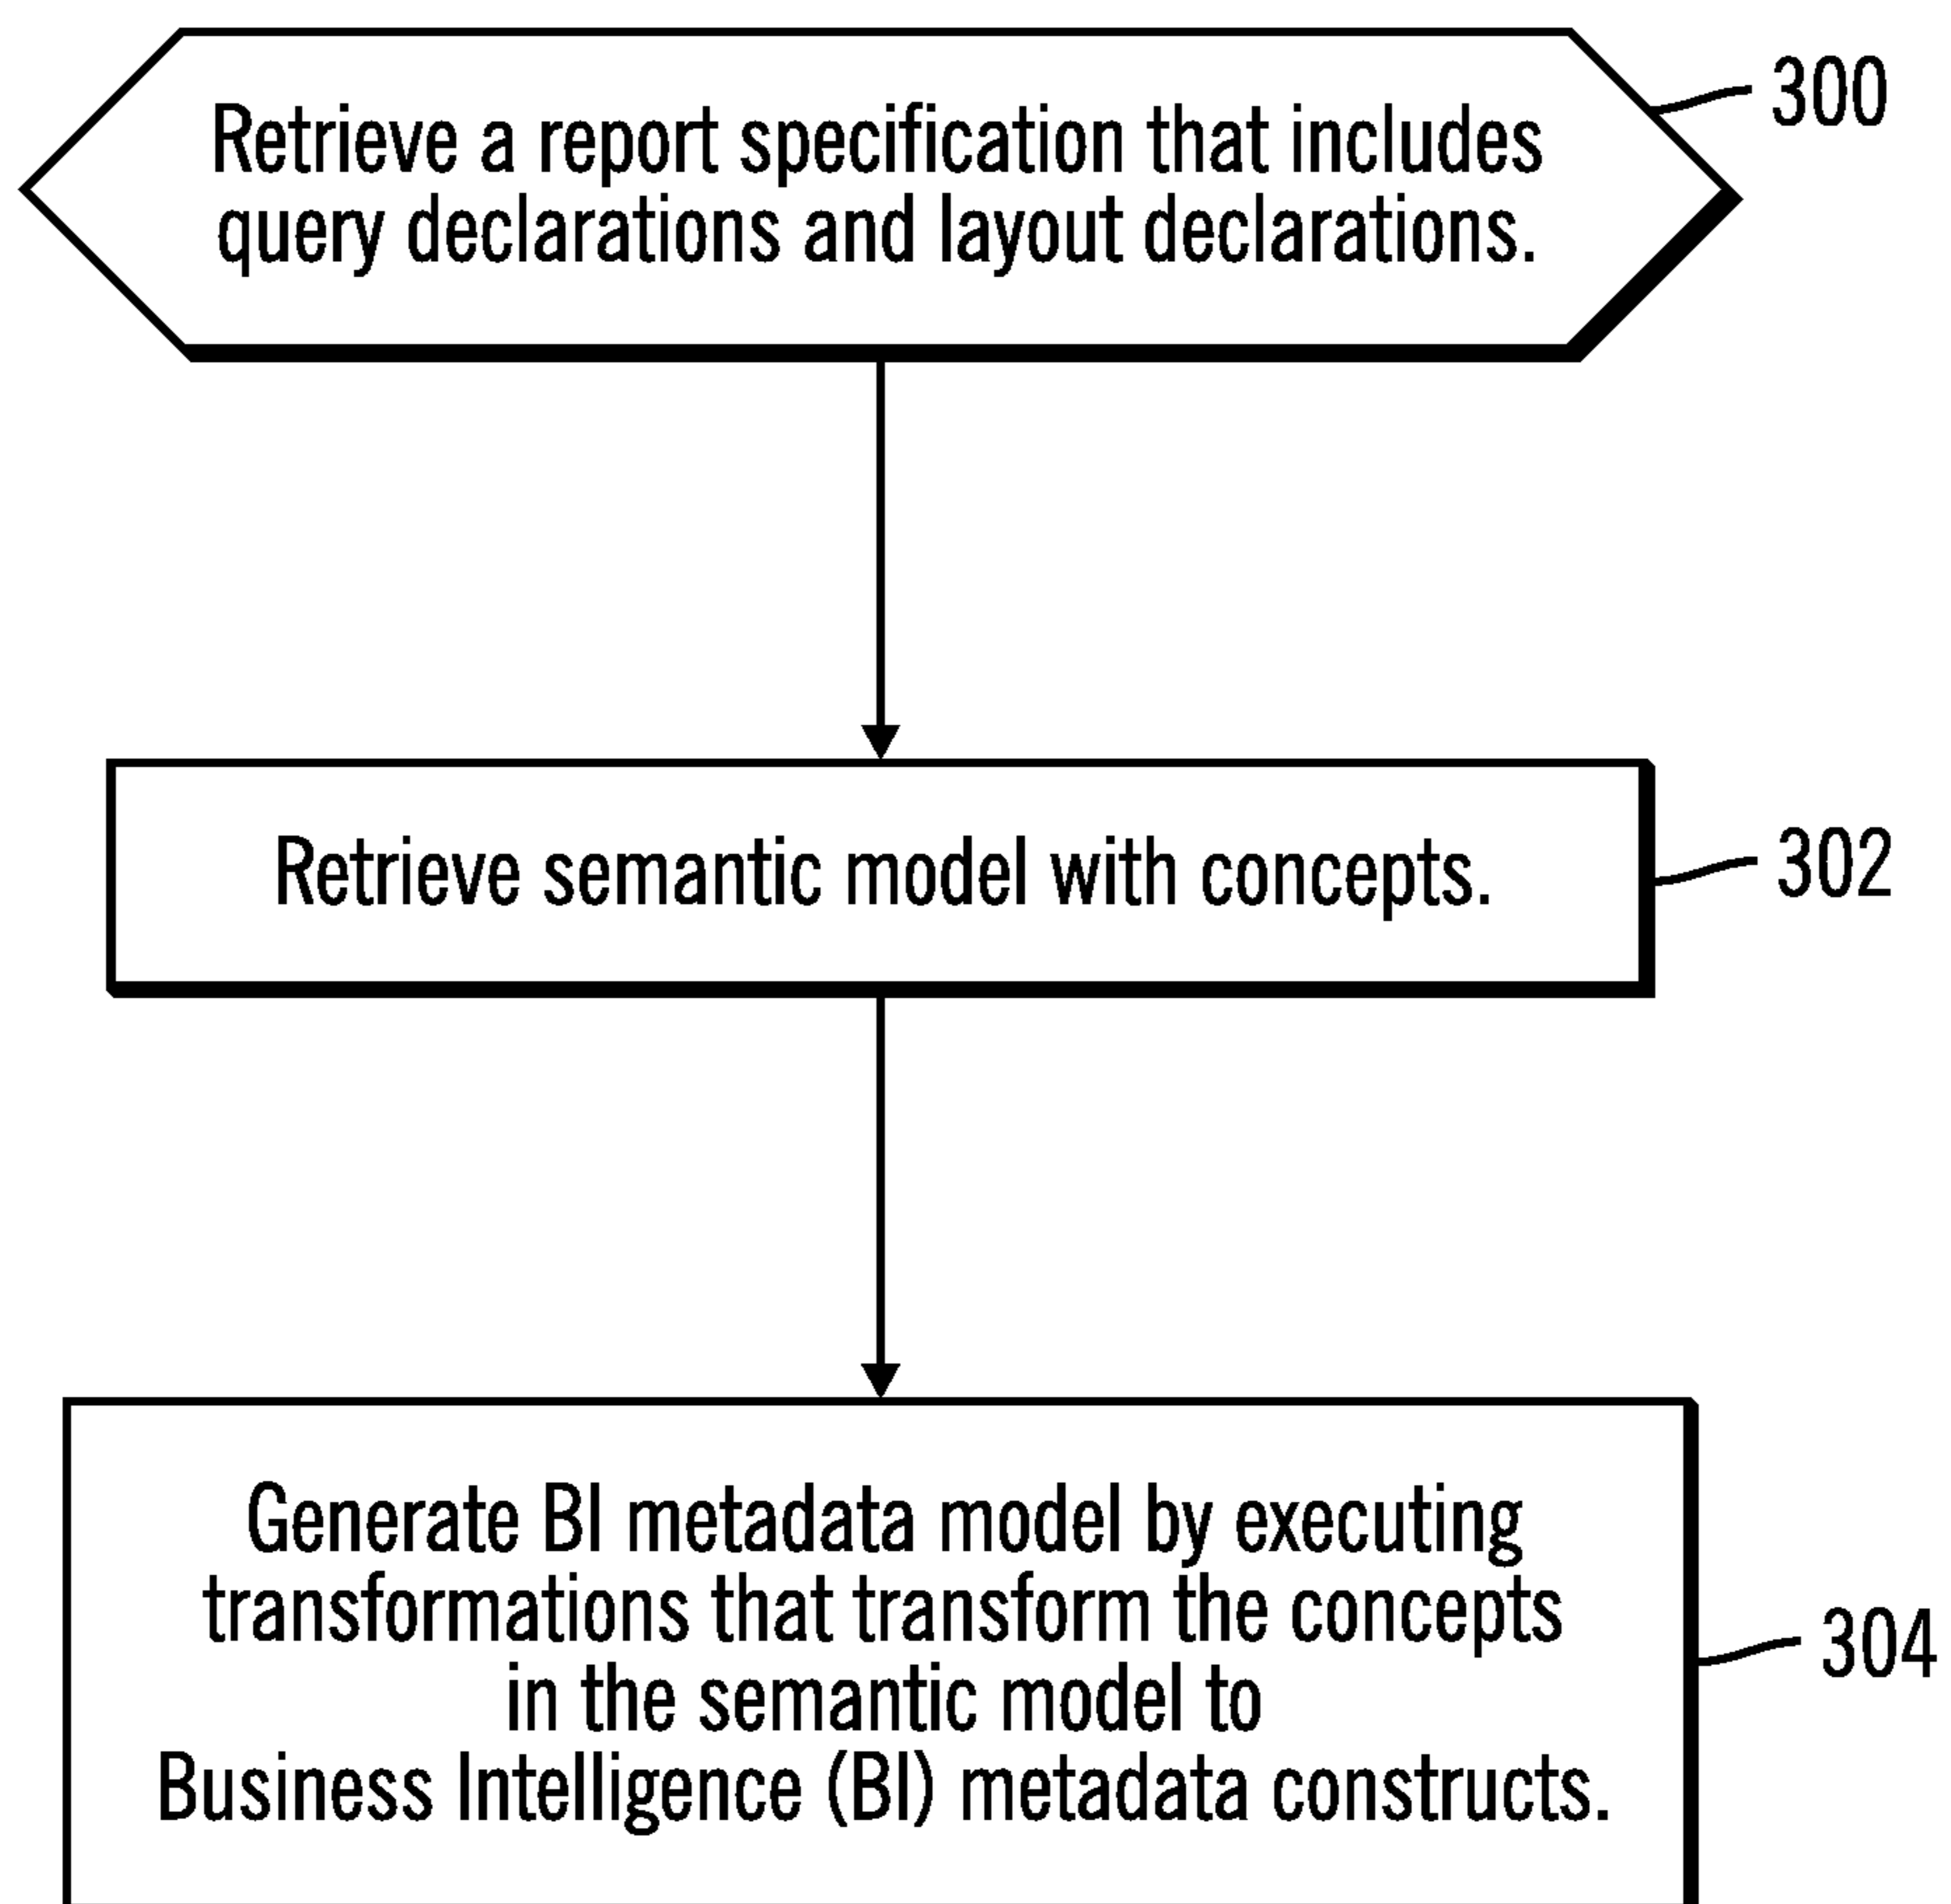 Retrieve a report specification that includes
query declarations and layout declarations.
300
Retrieve semantic model with concepts.
302
Generate BI metadata model by executing
transformations that transform the concepts
in the semantic model to
Business Intelligence (BI) metadata constructs.
304